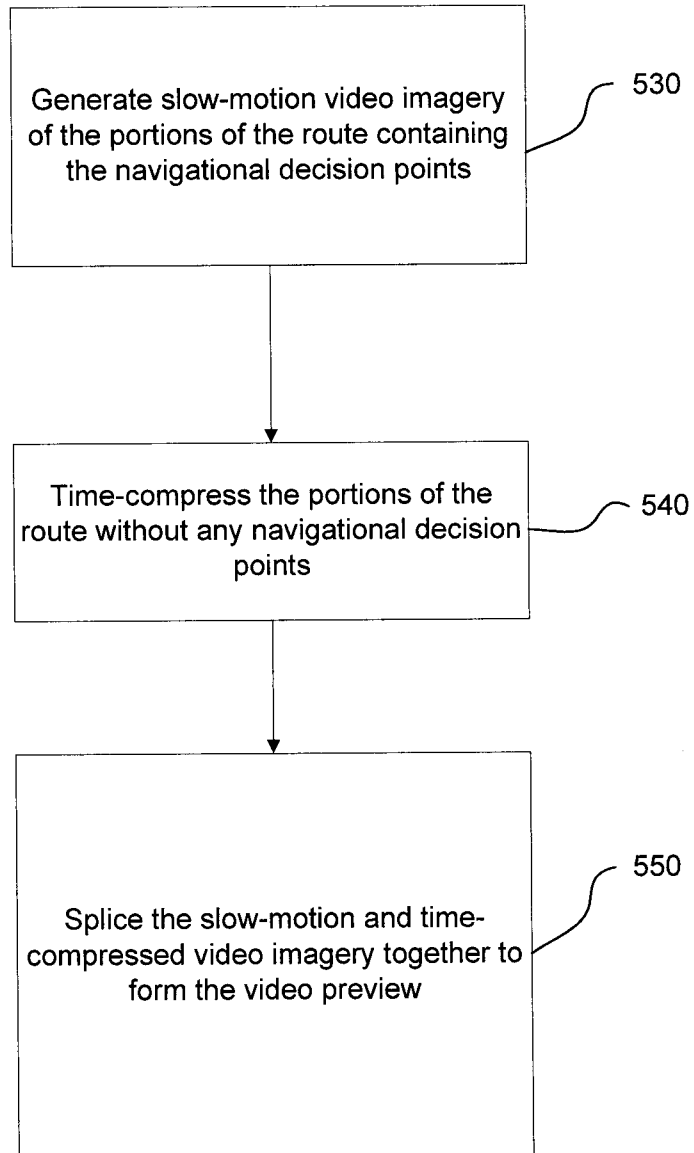 Generate slow-motion video imagery
of the portions of the route containing
the navigational decision points
530
Time-compress the portions of the
route without any navigational decision
points
540
Splice the slow-motion and time-
compressed video imagery together to
form the video preview
550